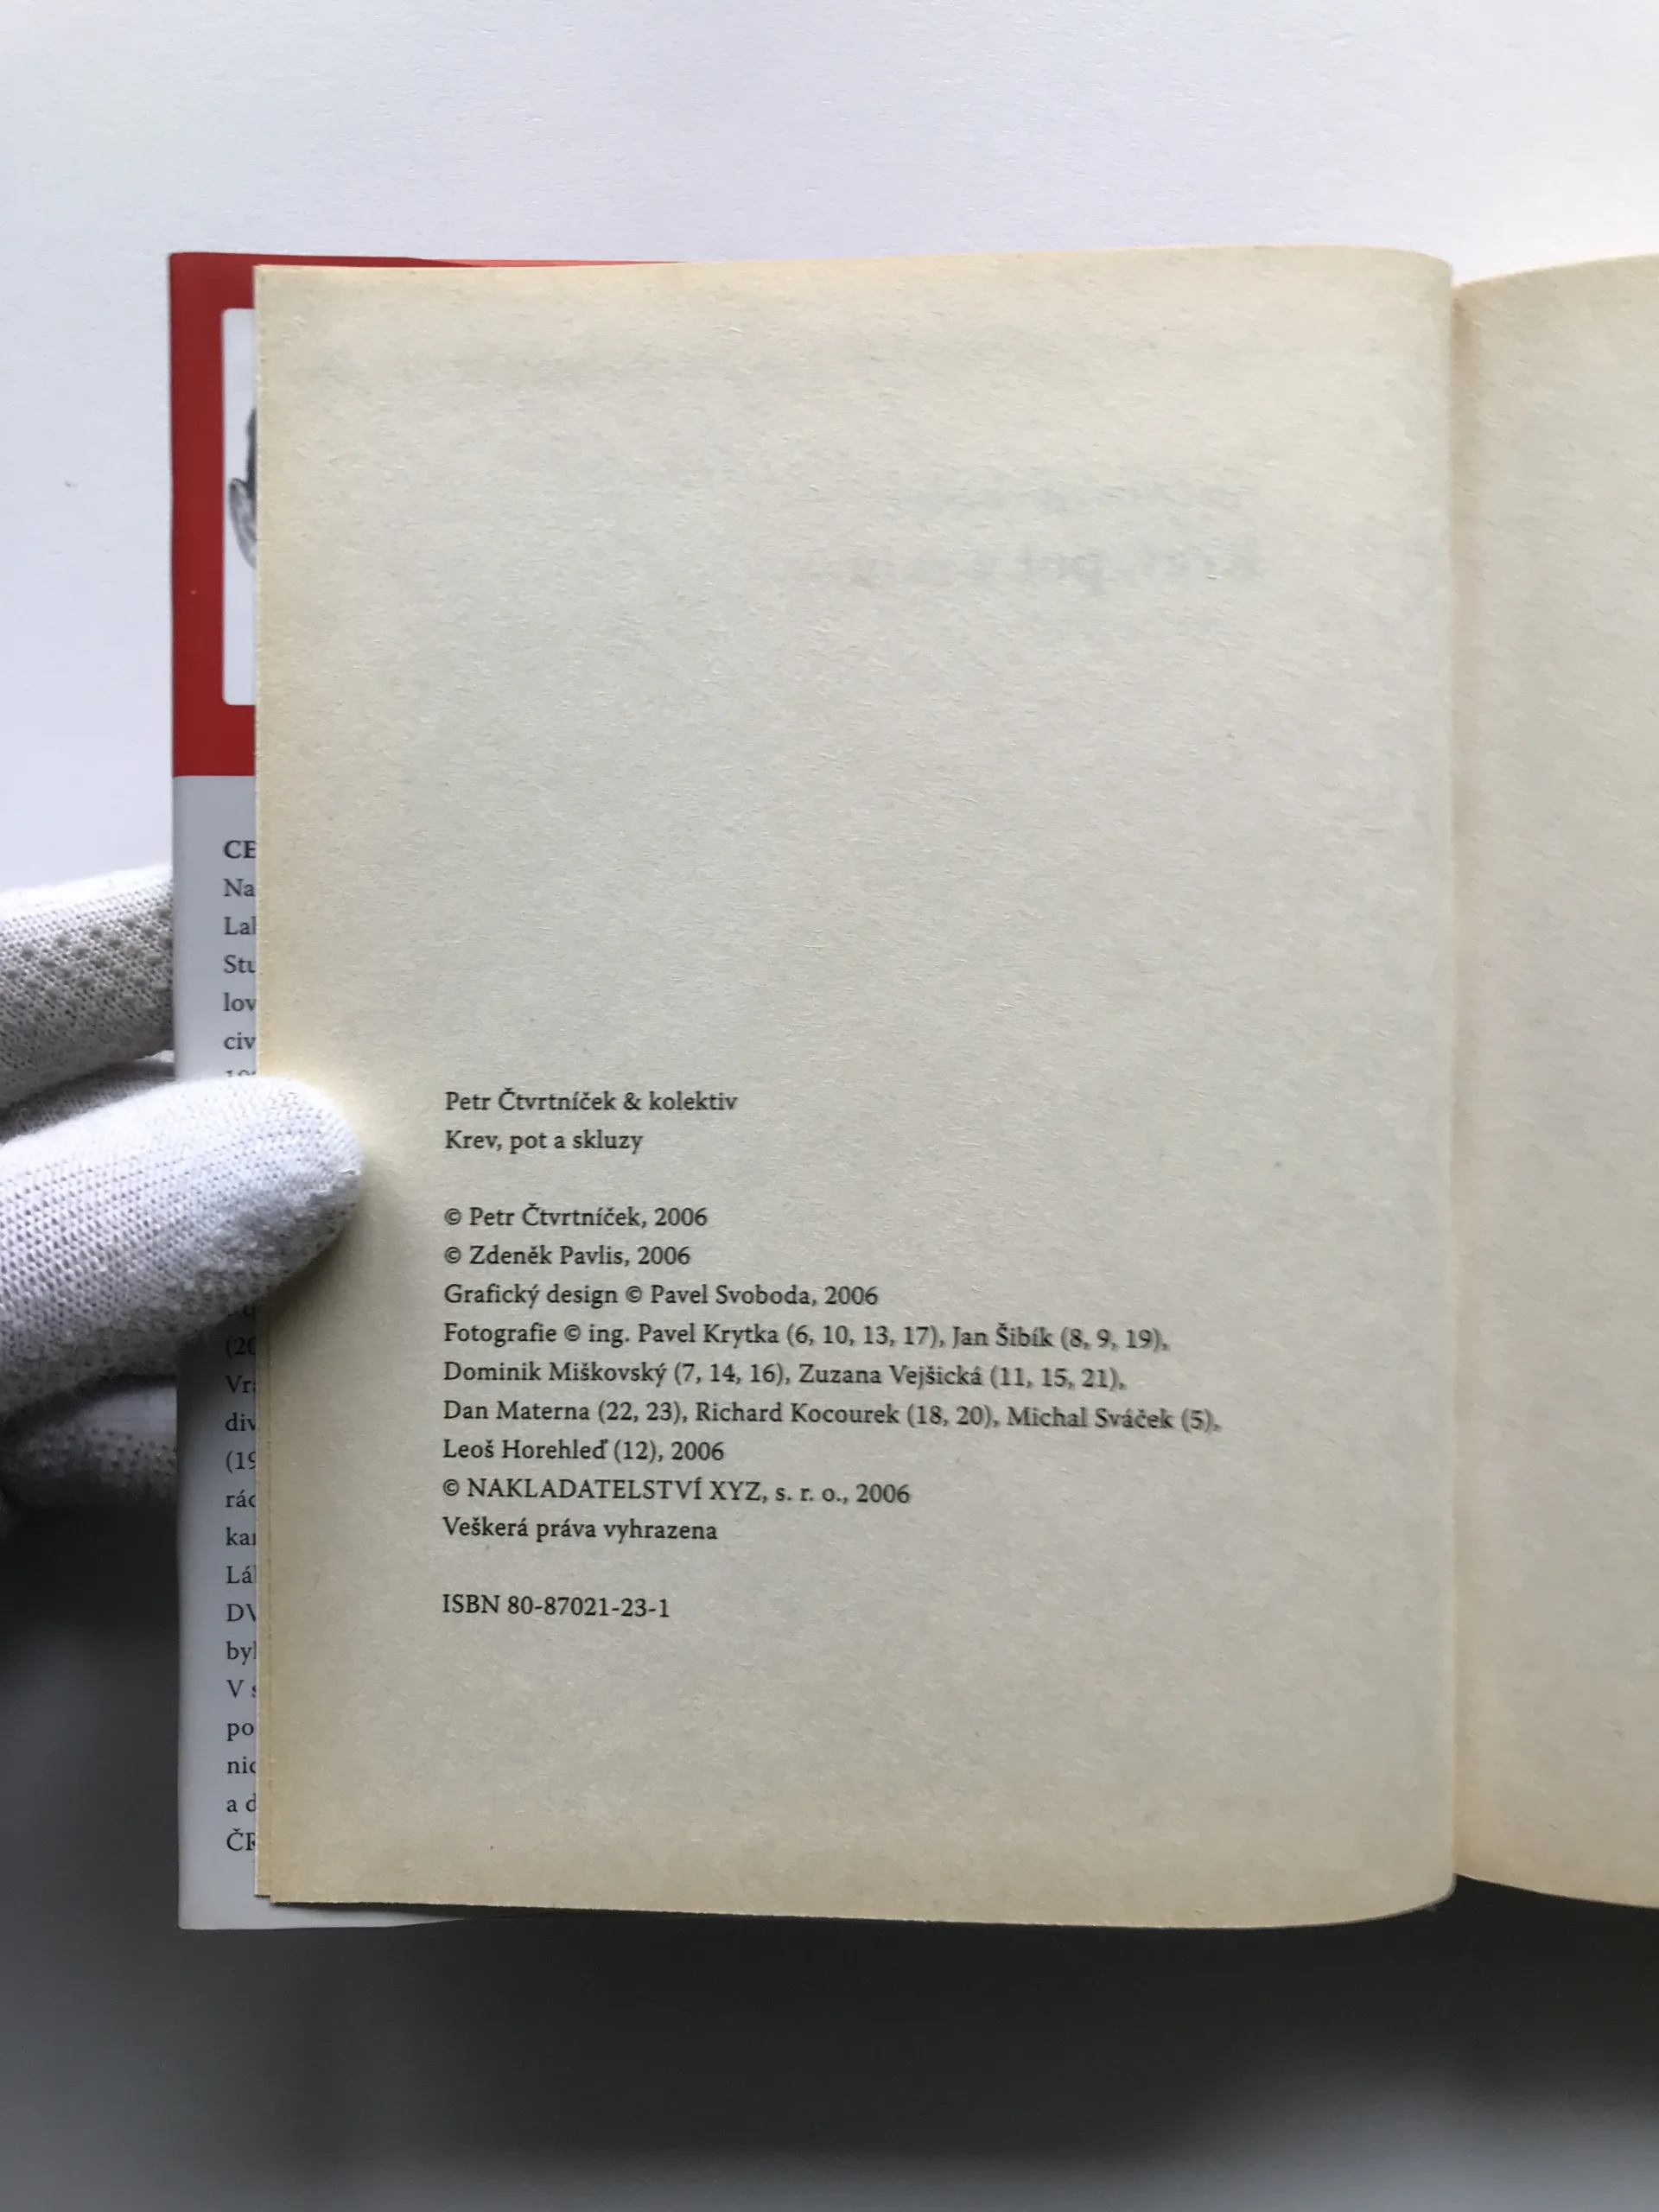 Petr Čtvrtníček & kolektiv
Krev, pot a skluzy
© Petr Čtvrtníček, 2006
© Zdeněk Pavlis, 2006
Grafický design © Pavel Svoboda, 2006
Fotografie © ing. Pavel Krytka (6, 10, 13, 17), Jan Šibík (8, 9, 19),
Dominik Miškovský (7, 14, 16), Zuzana Vejšická (11, 15, 21),
Dan Materna (22, 23), Richard Kocourek (18, 20), Michal Sváček (5),
Leoš Horehleď (12), 2006
© NAKLADATELSTVÍ XYZ, s. r. o., 2006
Veškerá práva vyhrazena
ISBN 80-87021-23-1